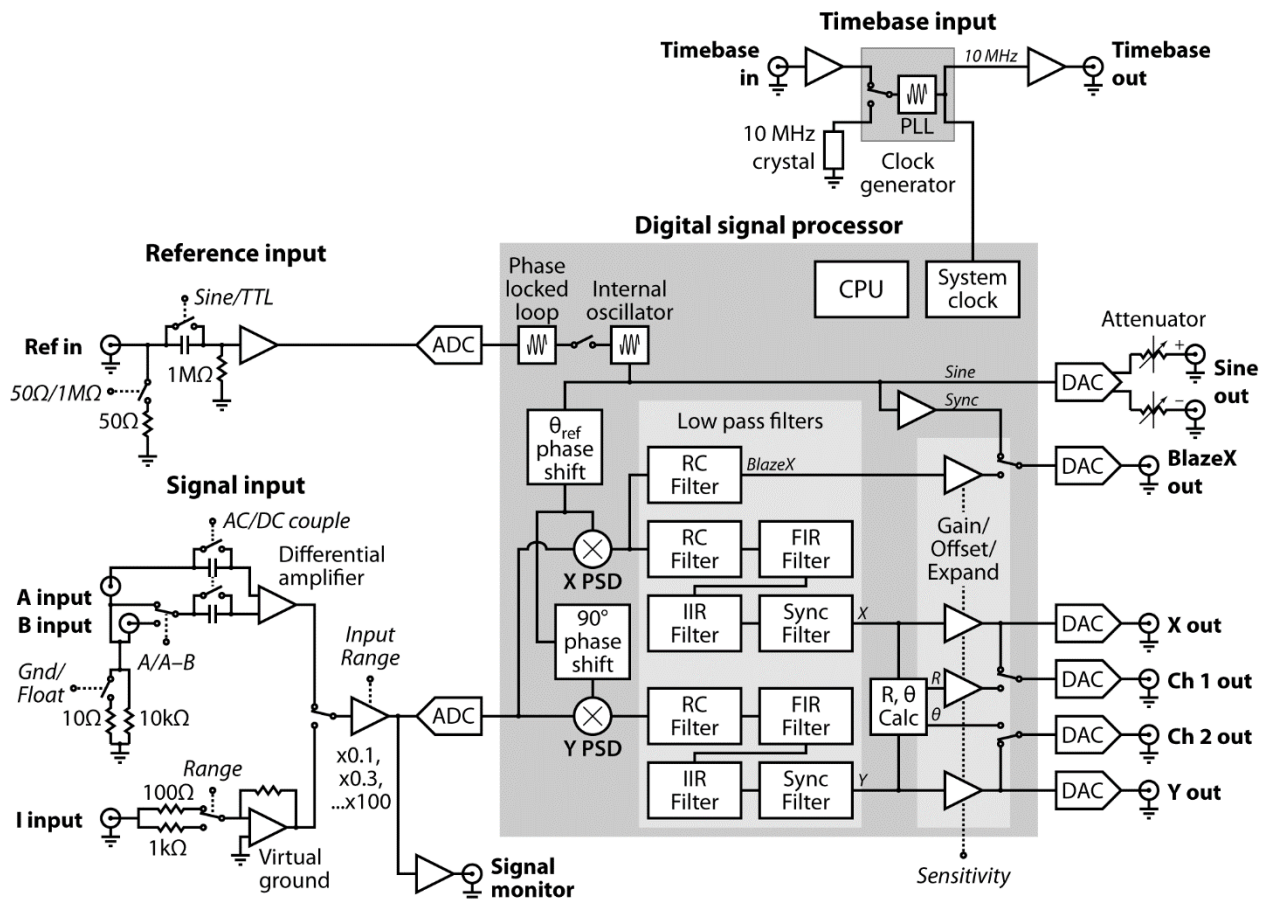 Timebase input
Timebase
in
10 MHz
Timebase
out
PLL
10 MHz
crystal
Clock
generator
Digital signal processor
Reference input
Sine/TTL
Ref in
1MΩ
50Ω/1MΩ
50Ω
ADC
Phase
locked
loop
Internal
oscillator
CPU
System
clock
Attenuator
+
−
Sine
out
DAC
Sine
Sync
θref
phase
shift
Low pass filters
RC
Filter
BlazeX
DAC
BlazeX
out
Signal input
AC/DC couple
Differential
amplifier
A input
B input
A/A–B
Gnd/
Float
10Ω
10kΩ
Input
Range
x0.1,
x0.3,
...x100
ADC
Range
100Ω
I input
1kΩ
Virtual
ground
Signal
monitor
X PSD
90°
phase
shift
Y PSD
RC
Filter
FIR
Filter
IIR
Filter
Sync
Filter
X
RC
Filter
FIR
Filter
IIR
Filter
Sync
Filter
Y
Gain/
Offset/
Expand
R, θ
Calc
R
θ
Sensitivity
DAC
X out
DAC
Ch 1 out
DAC
Ch 2 out
DAC
Y out